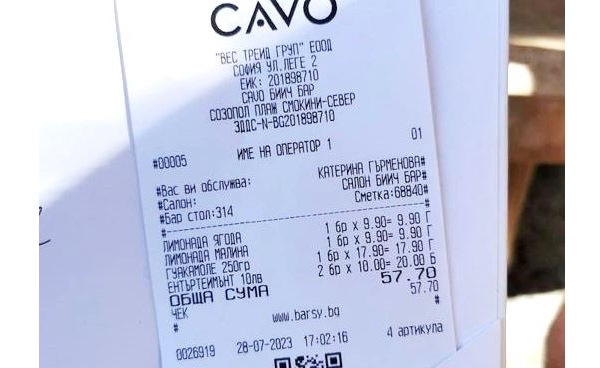 CAVO
"ВЕС ТРЕЙД ГРУП" ЕООД
СОФИЯ УЛ.ЛЕГЕ 2
ЕИК: 201898710
CAVO БИИЧ БАР
СОЗОПОЛ ПЛАЖ СМОКИНИ-СЕВЕР
ЗДДС-N-BG201898710
#00005 ИМЕ НА ОПЕРАТОР 1 01
#Вас ви обслужва: КАТЕРИНА ГЪРМЕНОВА#
#Салон: САЛОН БИИЧ БАР#
#Бар стол:314 Сметка:68840#
#
ЛИМОНАДА ЯГОДА 1 бр x 9.90= 9.90 Г
ЛИМОНАДА МАЛИНА 1 бр x 9.90= 9.90 Г
ГУАКАМОЛЕ 250гр 1 бр x 17.90= 17.90 Г
ЕНТЪРТЕИМЪНТ 10лв 2 бр x 10.00= 20.00 Б
ОБЩА СУМА 57.70
ЧЕК 57.70
#
www.barsy.bg
#
0026919 28-07-2023 17:02:16 4 артикула